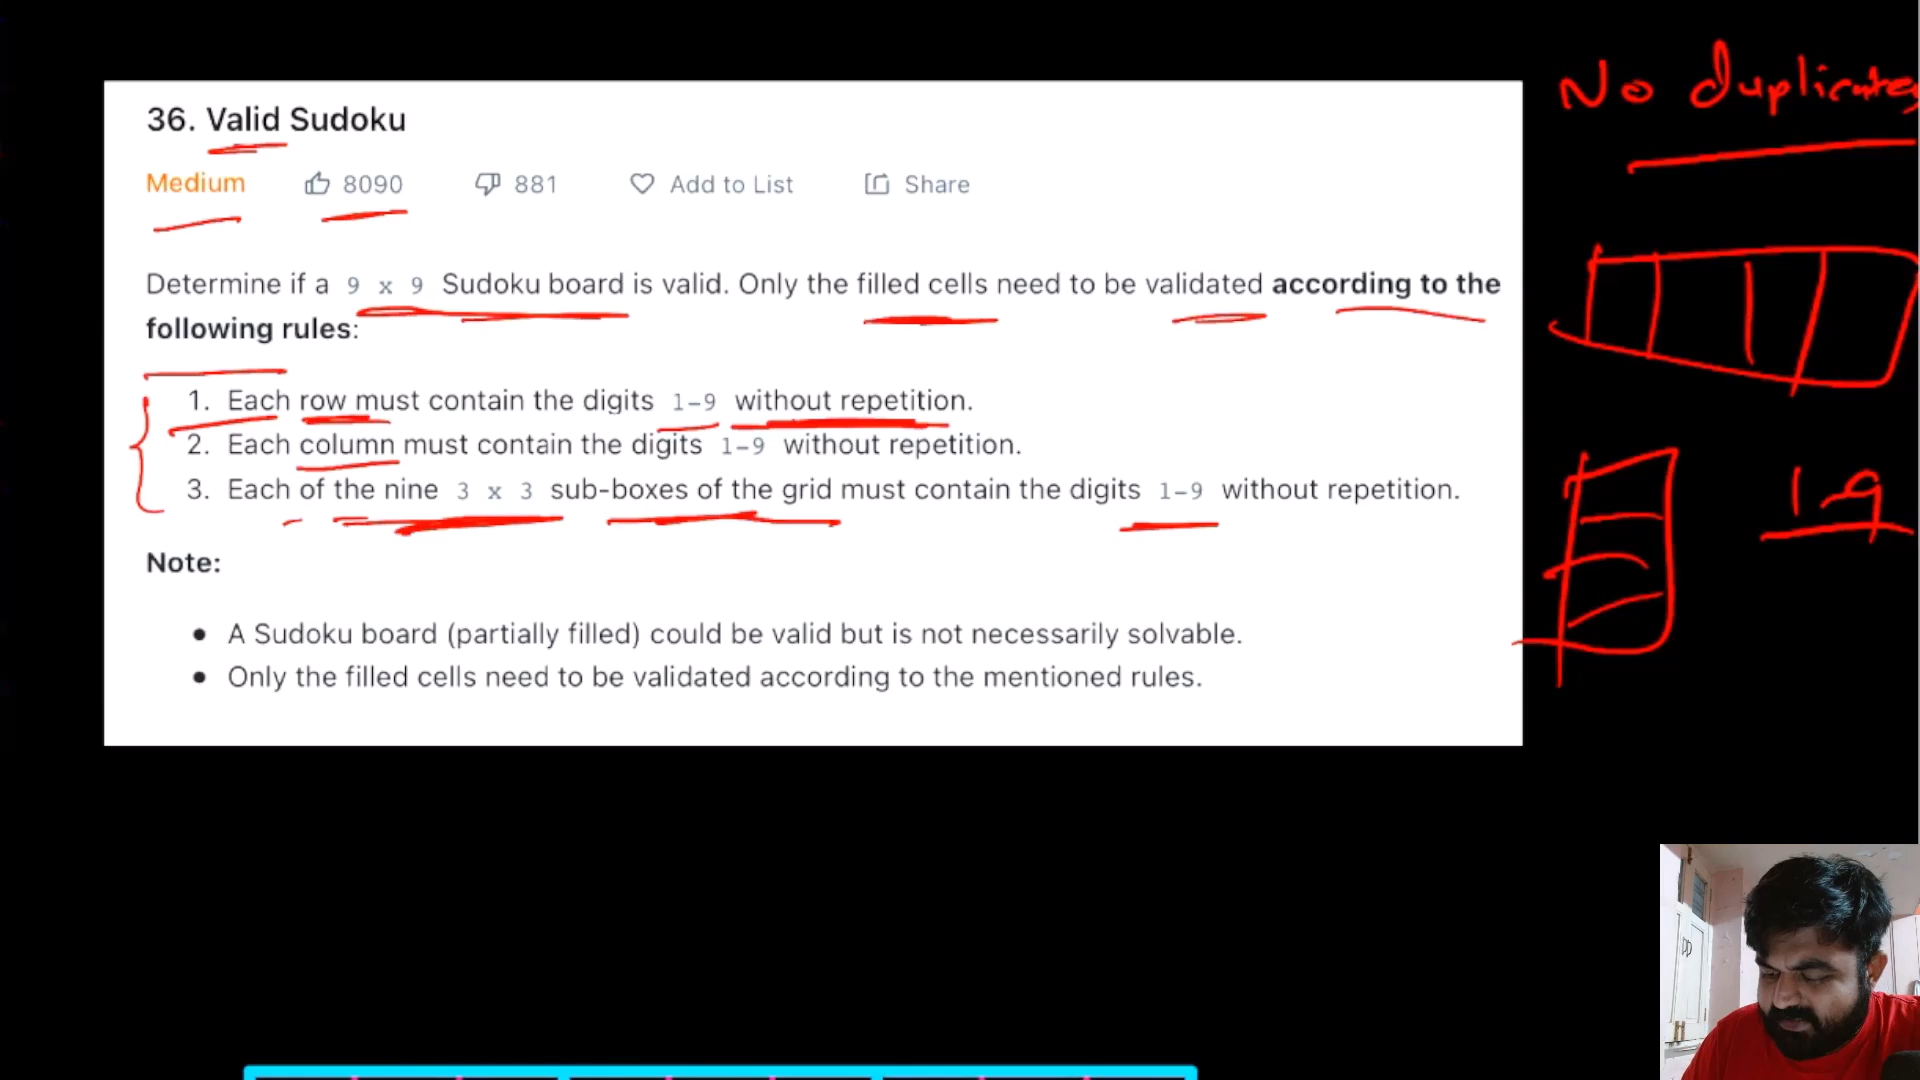 No duplicates
36. Valid Sudoku
Medium 8090 881 Add to List Share
Determine if a 9 x 9 Sudoku board is valid. Only the filled cells need to be validated according to the
following rules:
1. Each row must contain the digits 1-9 without repetition.
2. Each column must contain the digits 1-9 without repetition.
3. Each of the nine 3 x 3 sub-boxes of the grid must contain the digits 1-9 without repetition.
1-9
Note:
• A Sudoku board (partially filled) could be valid but is not necessarily solvable.
• Only the filled cells need to be validated according to the mentioned rules.